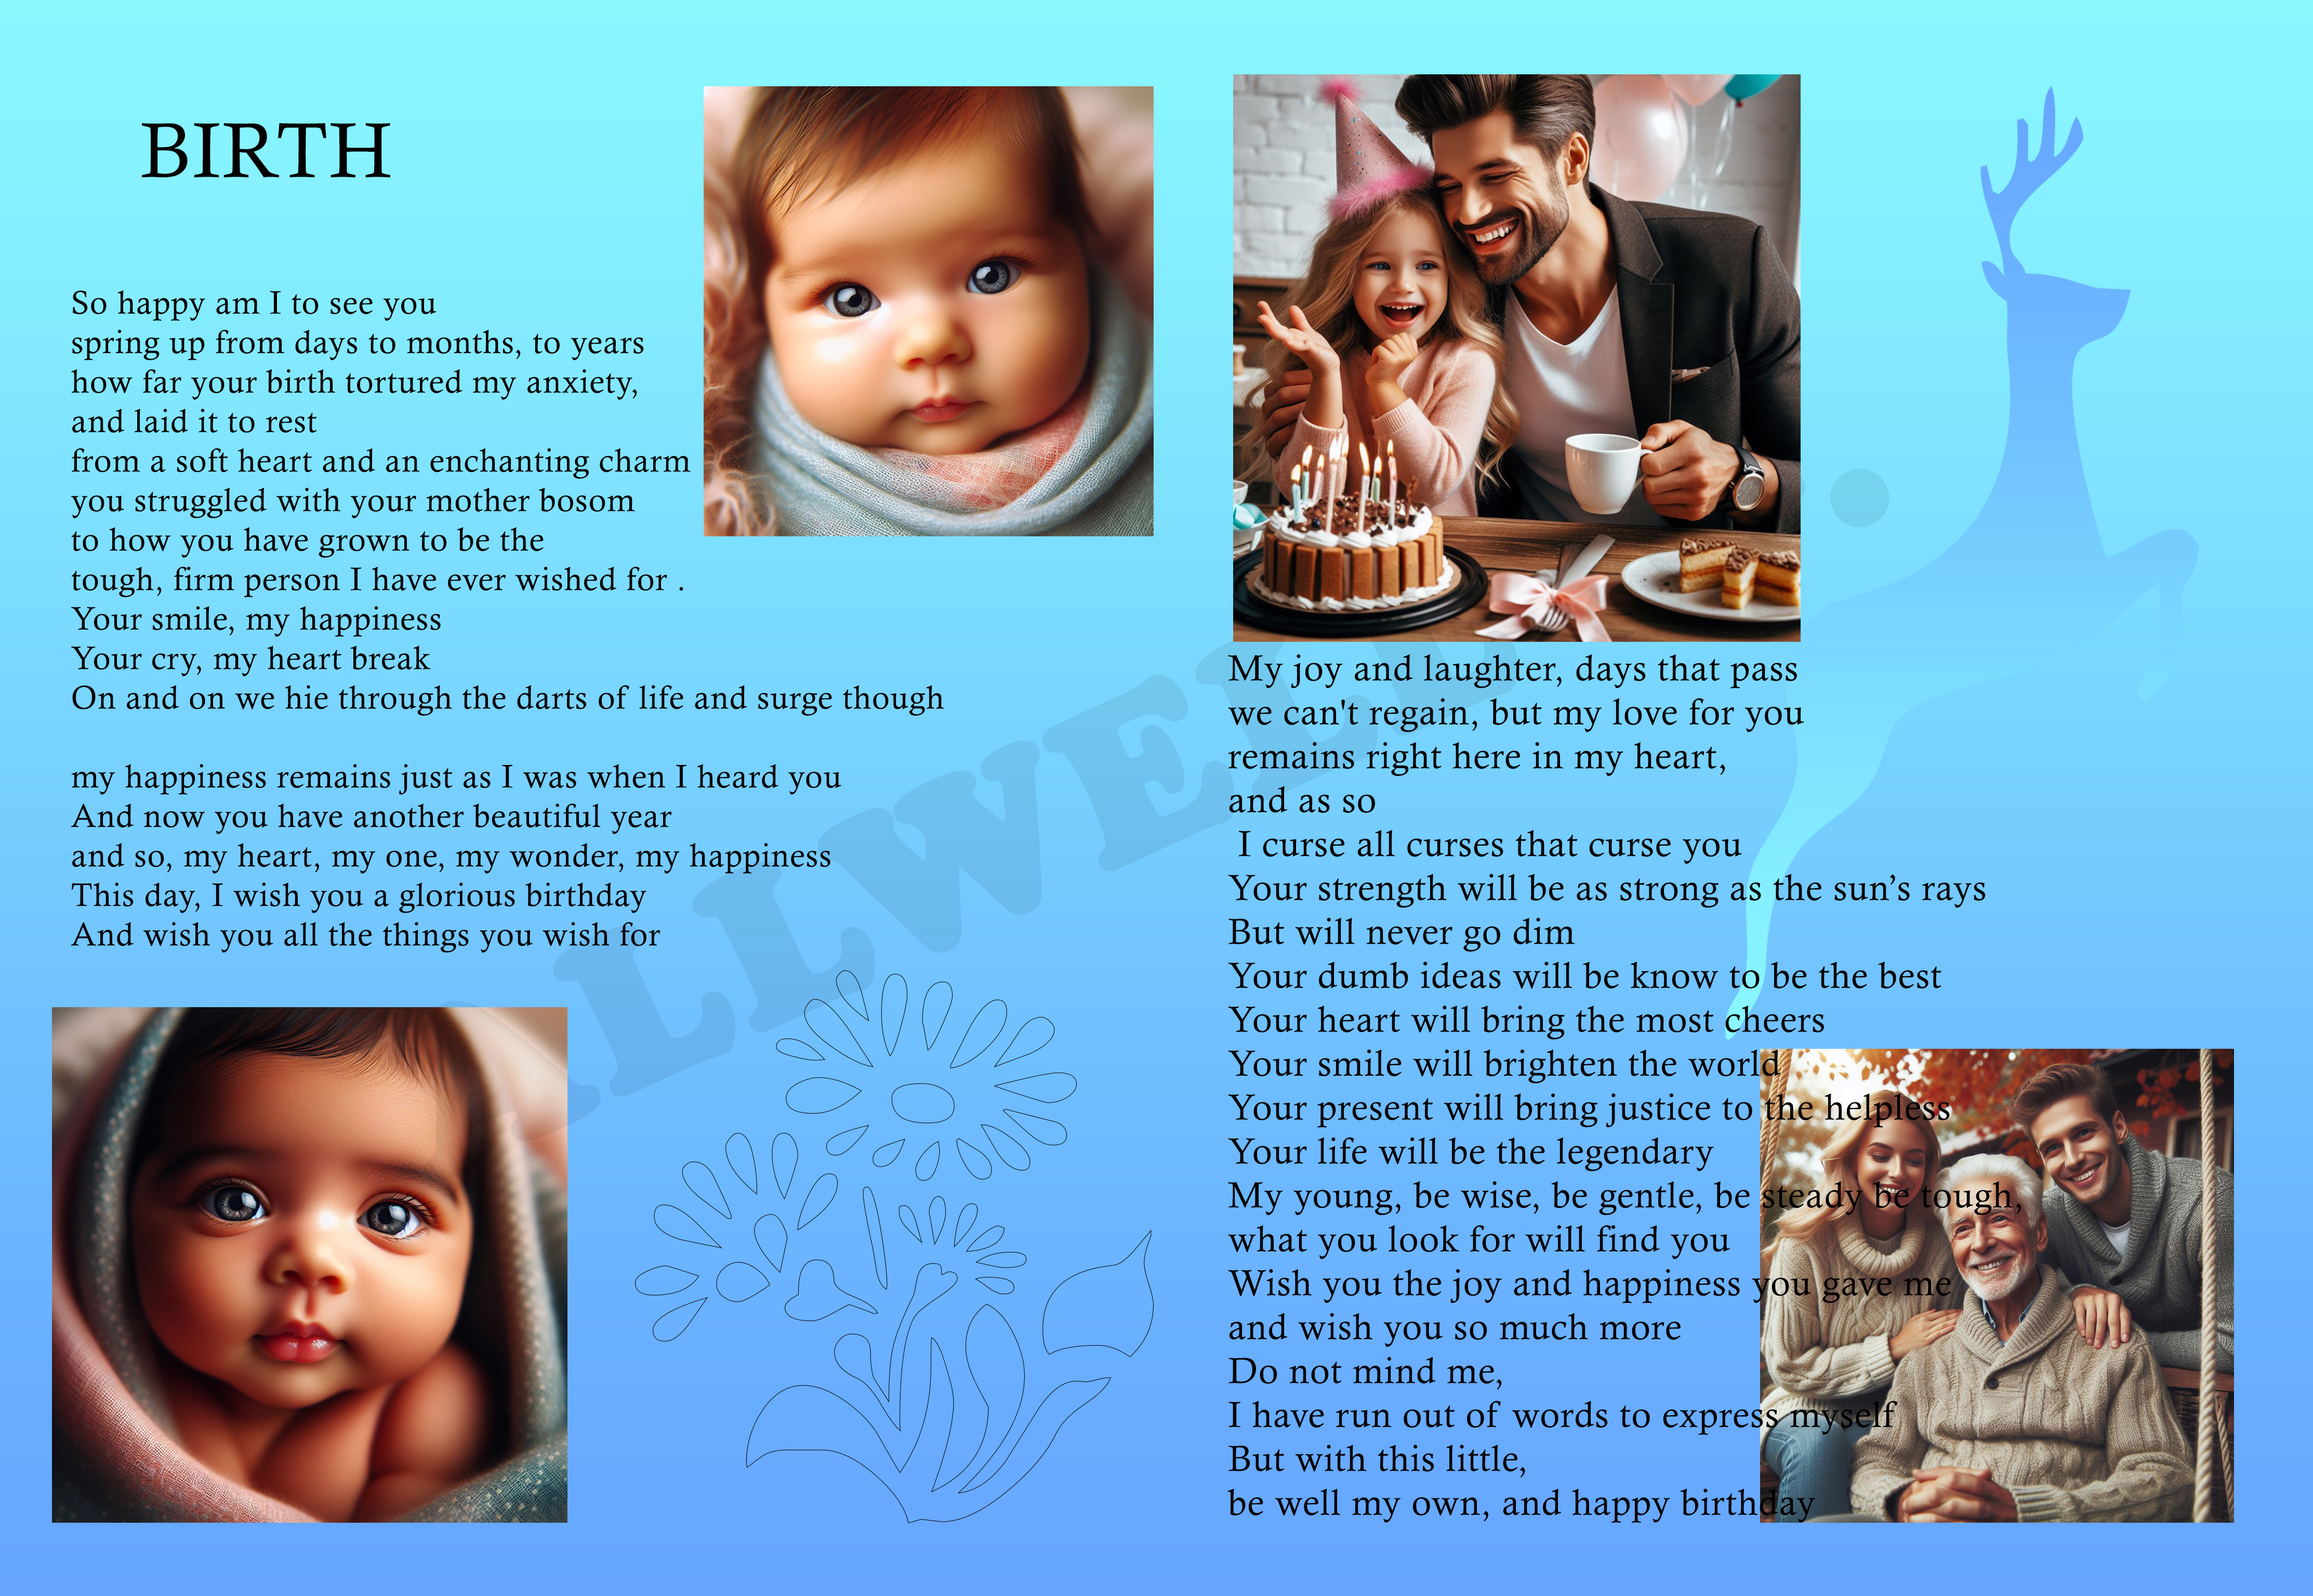 BIRTH
So happy am I to see you
spring up from days to months, to years
how far your birth tortured my anxiety,
and laid it to rest
from a soft heart and an enchanting charm
you struggled with your mother bosom
to how you have grown to be the
tough, firm person I have ever wished for .
Your smile, my happiness
Your cry, my heart break
On and on we hie through the darts of life and surge though
my happiness remains just as I was when I heard you
And now you have another beautiful year
and so, my heart, my one, my wonder, my happiness
This day, I wish you a glorious birthday
And wish you all the things you wish for
My joy and laughter, days that pass
we can't regain, but my love for you
remains right here in my heart,
and as so
I curse all curses that curse you
Your strength will be as strong as the sun’s rays
But will never go dim
Your dumb ideas will be know to be the best
Your heart will bring the most cheers
Your smile will brighten the world
Your present will bring justice to the helpless
Your life will be the legendary
My young, be wise, be gentle, be steady be tough,
what you look for will find you
Wish you the joy and happiness you gave me
and wish you so much more
Do not mind me,
I have run out of words to express myself
But with this little,
be well my own, and happy birthday